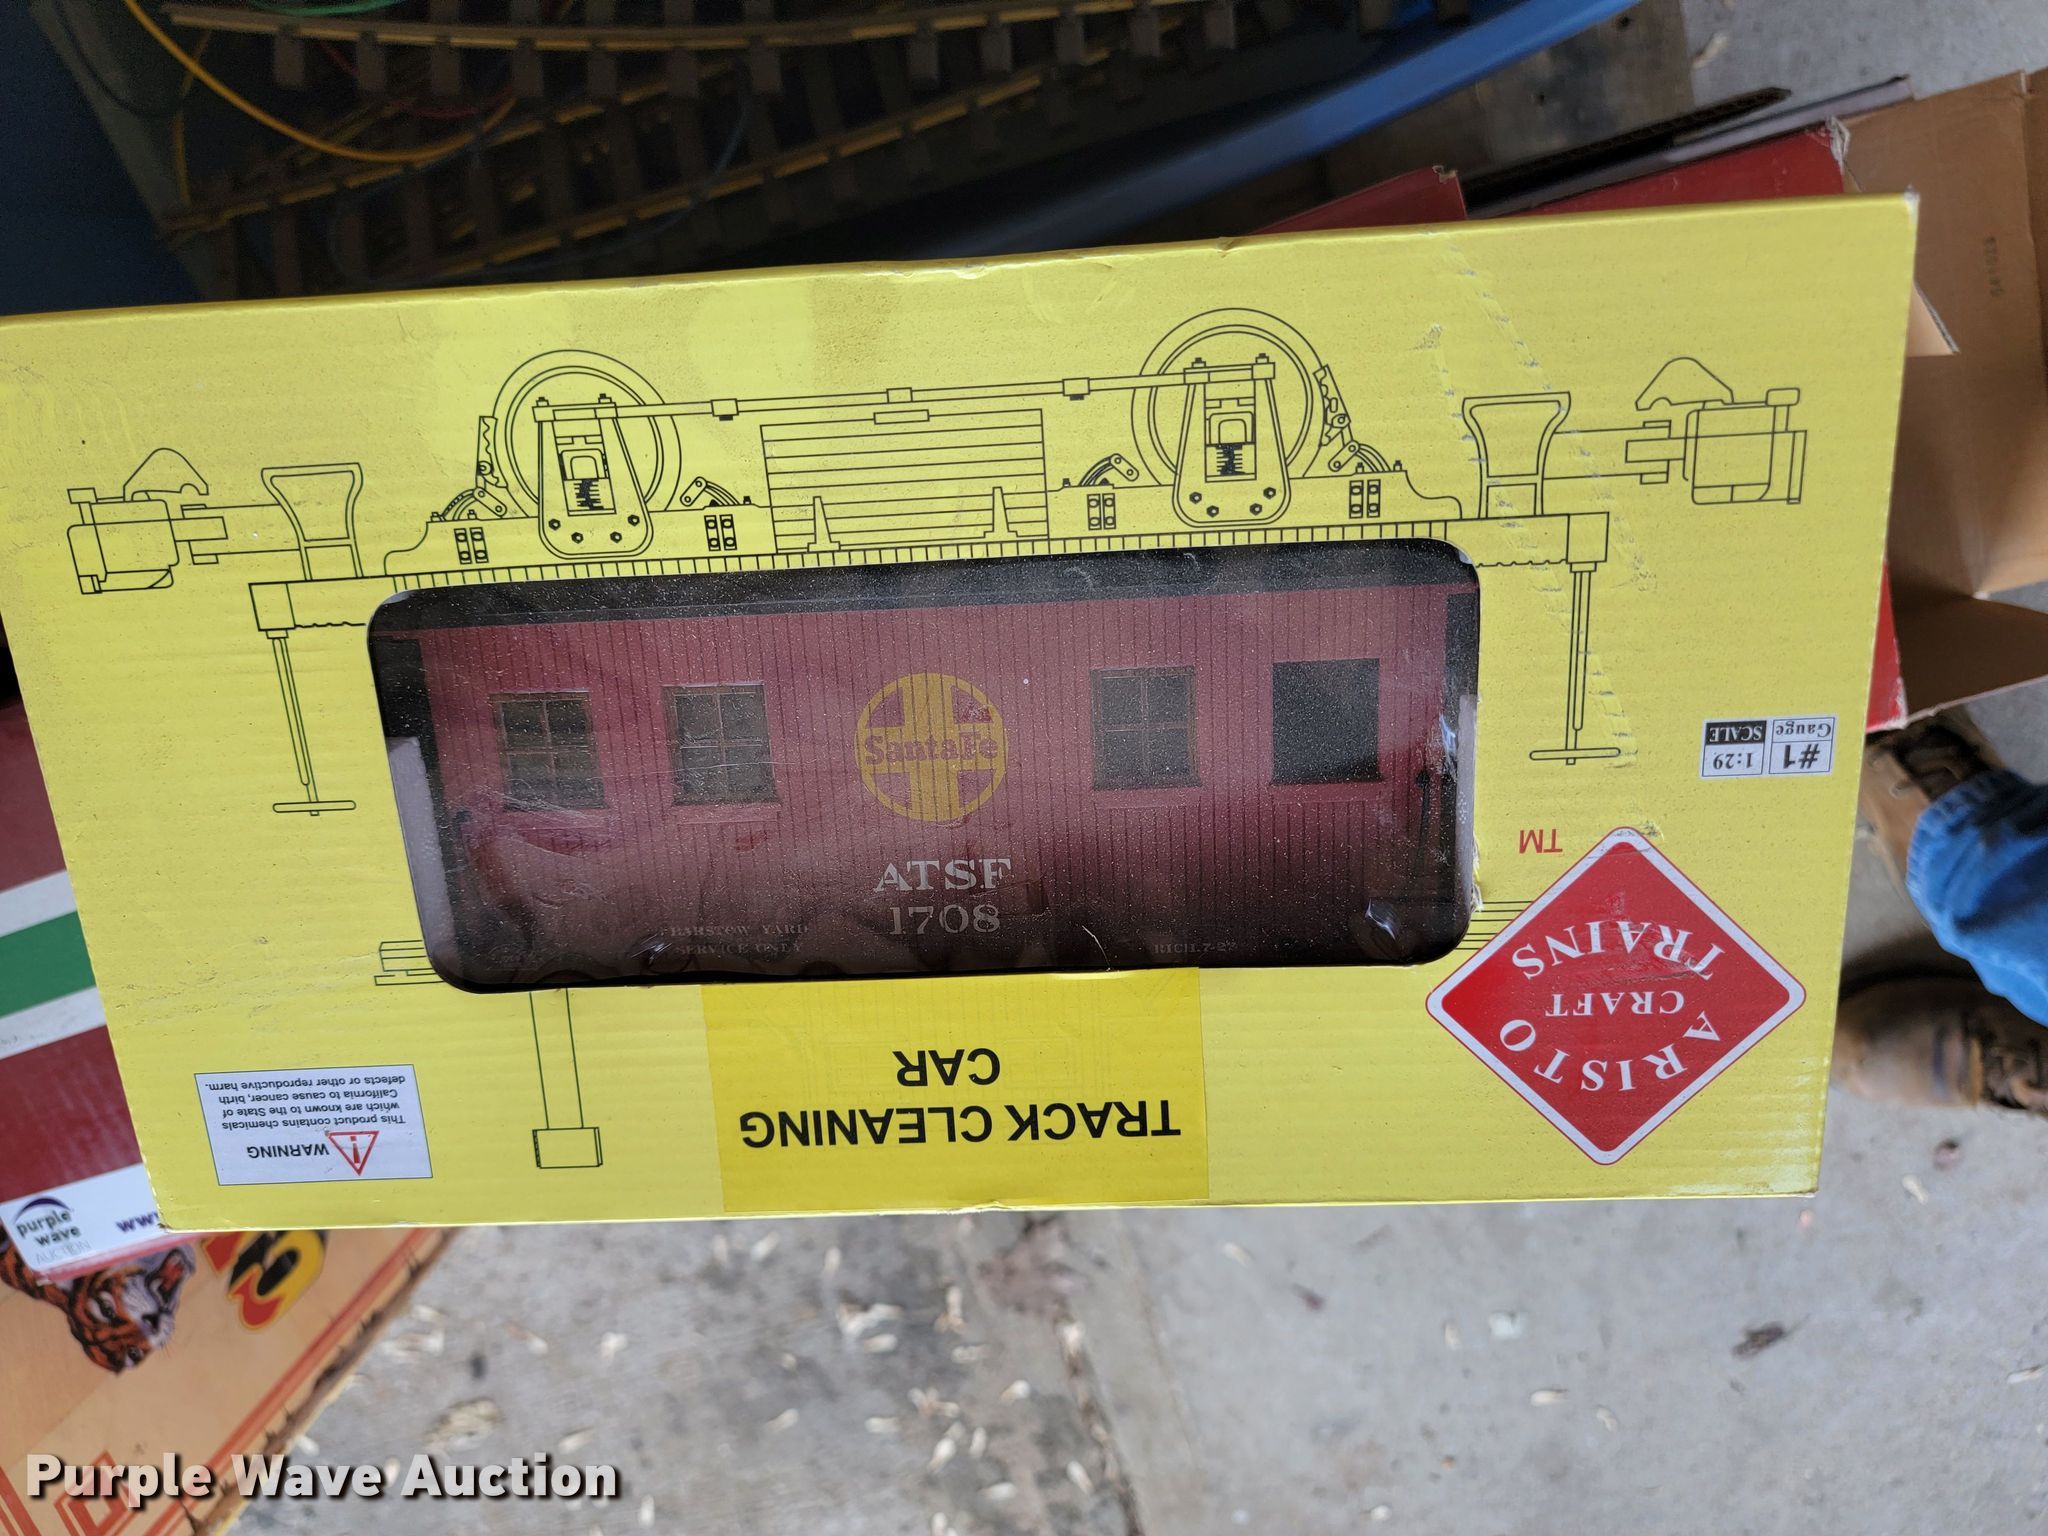 #1
Gauge
1:29
SCALE
TM
ARISTO
CRAFT
TRAINS
Santa Fe
ATSF
1708
BARSTOW YARD
SERVICE ONLY
TRACK CLEANING
CAR
WARNING
This product contains chemicals
which are known to the State of
California to cause cancer, birth
defects or other reproductive harm.
purple
wave
AUCTION
www.
Purple Wave Auction